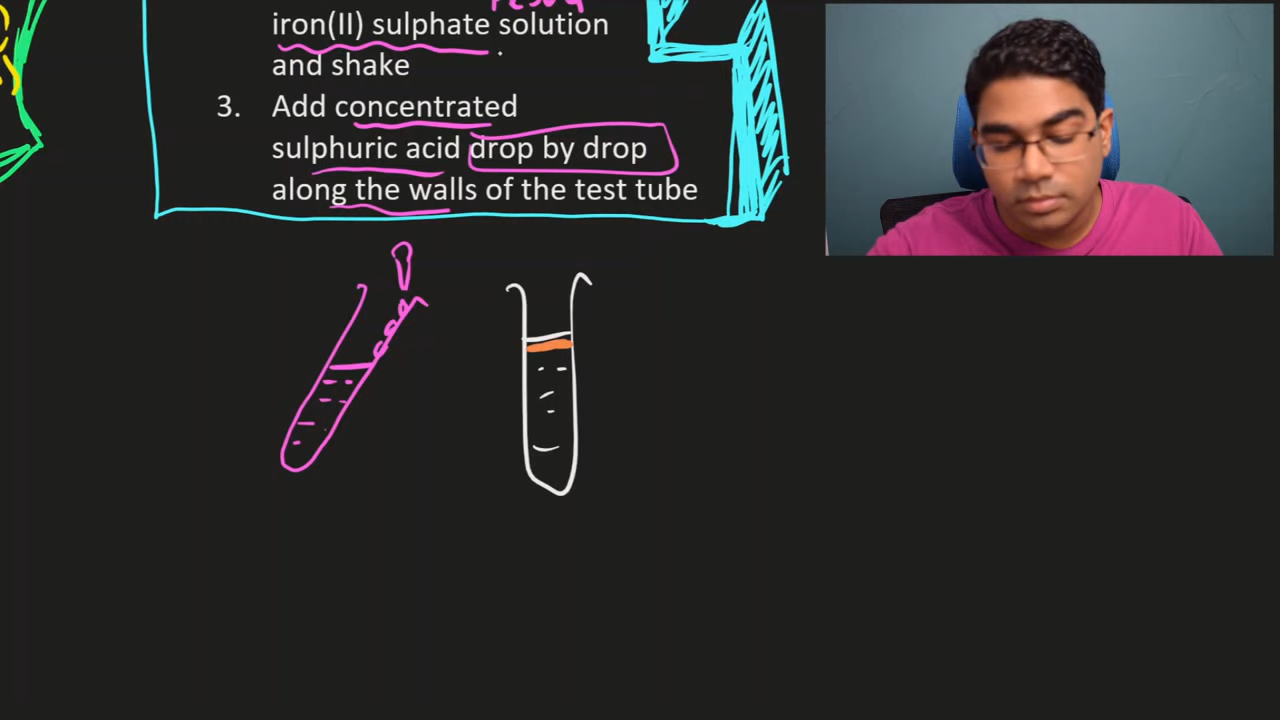 iron(II) sulphate solution
and shake
3. Add concentrated
sulphuric acid drop by drop
along the walls of the test tube